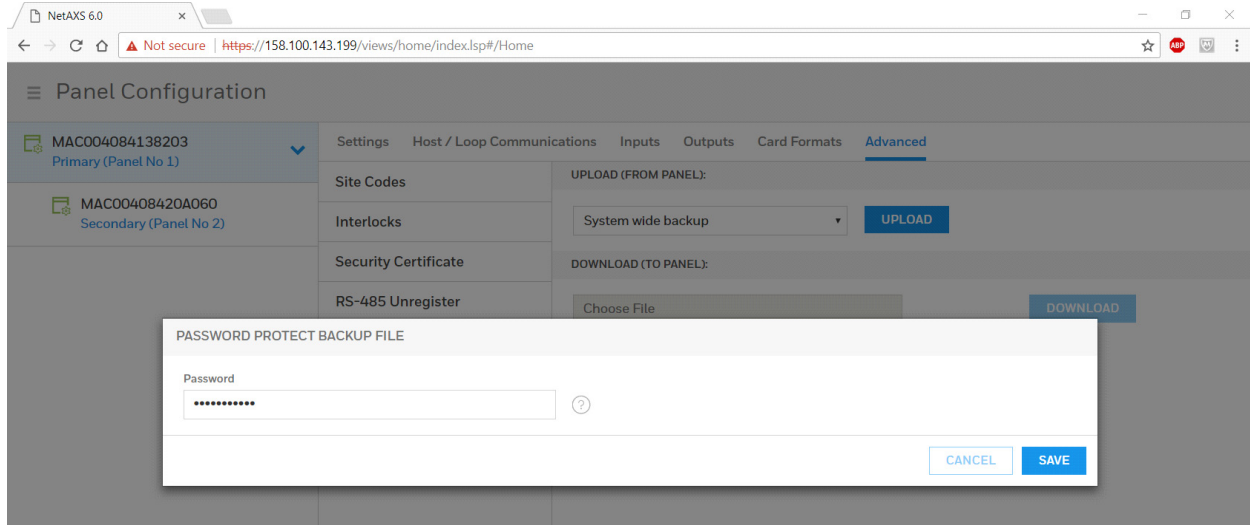 NetAXS 6.0
Not secure | https://158.100.143.199/views/home/index.lsp#/Home
ABP
Panel Configuration
MAC004084138203
Primary (Panel No 1)
MAC00408420A060
Secondary (Panel No 2)
Settings Host / Loop Communications Inputs Outputs Card Formats Advanced
Site Codes
Interlocks
Security Certificate
RS-485 Unregister
UPLOAD (FROM PANEL):
System wide backup UPLOAD
DOWNLOAD (TO PANEL):
Choose File DOWNLOAD
PASSWORD PROTECT BACKUP FILE
Password
•••••••••••
?
CANCEL SAVE